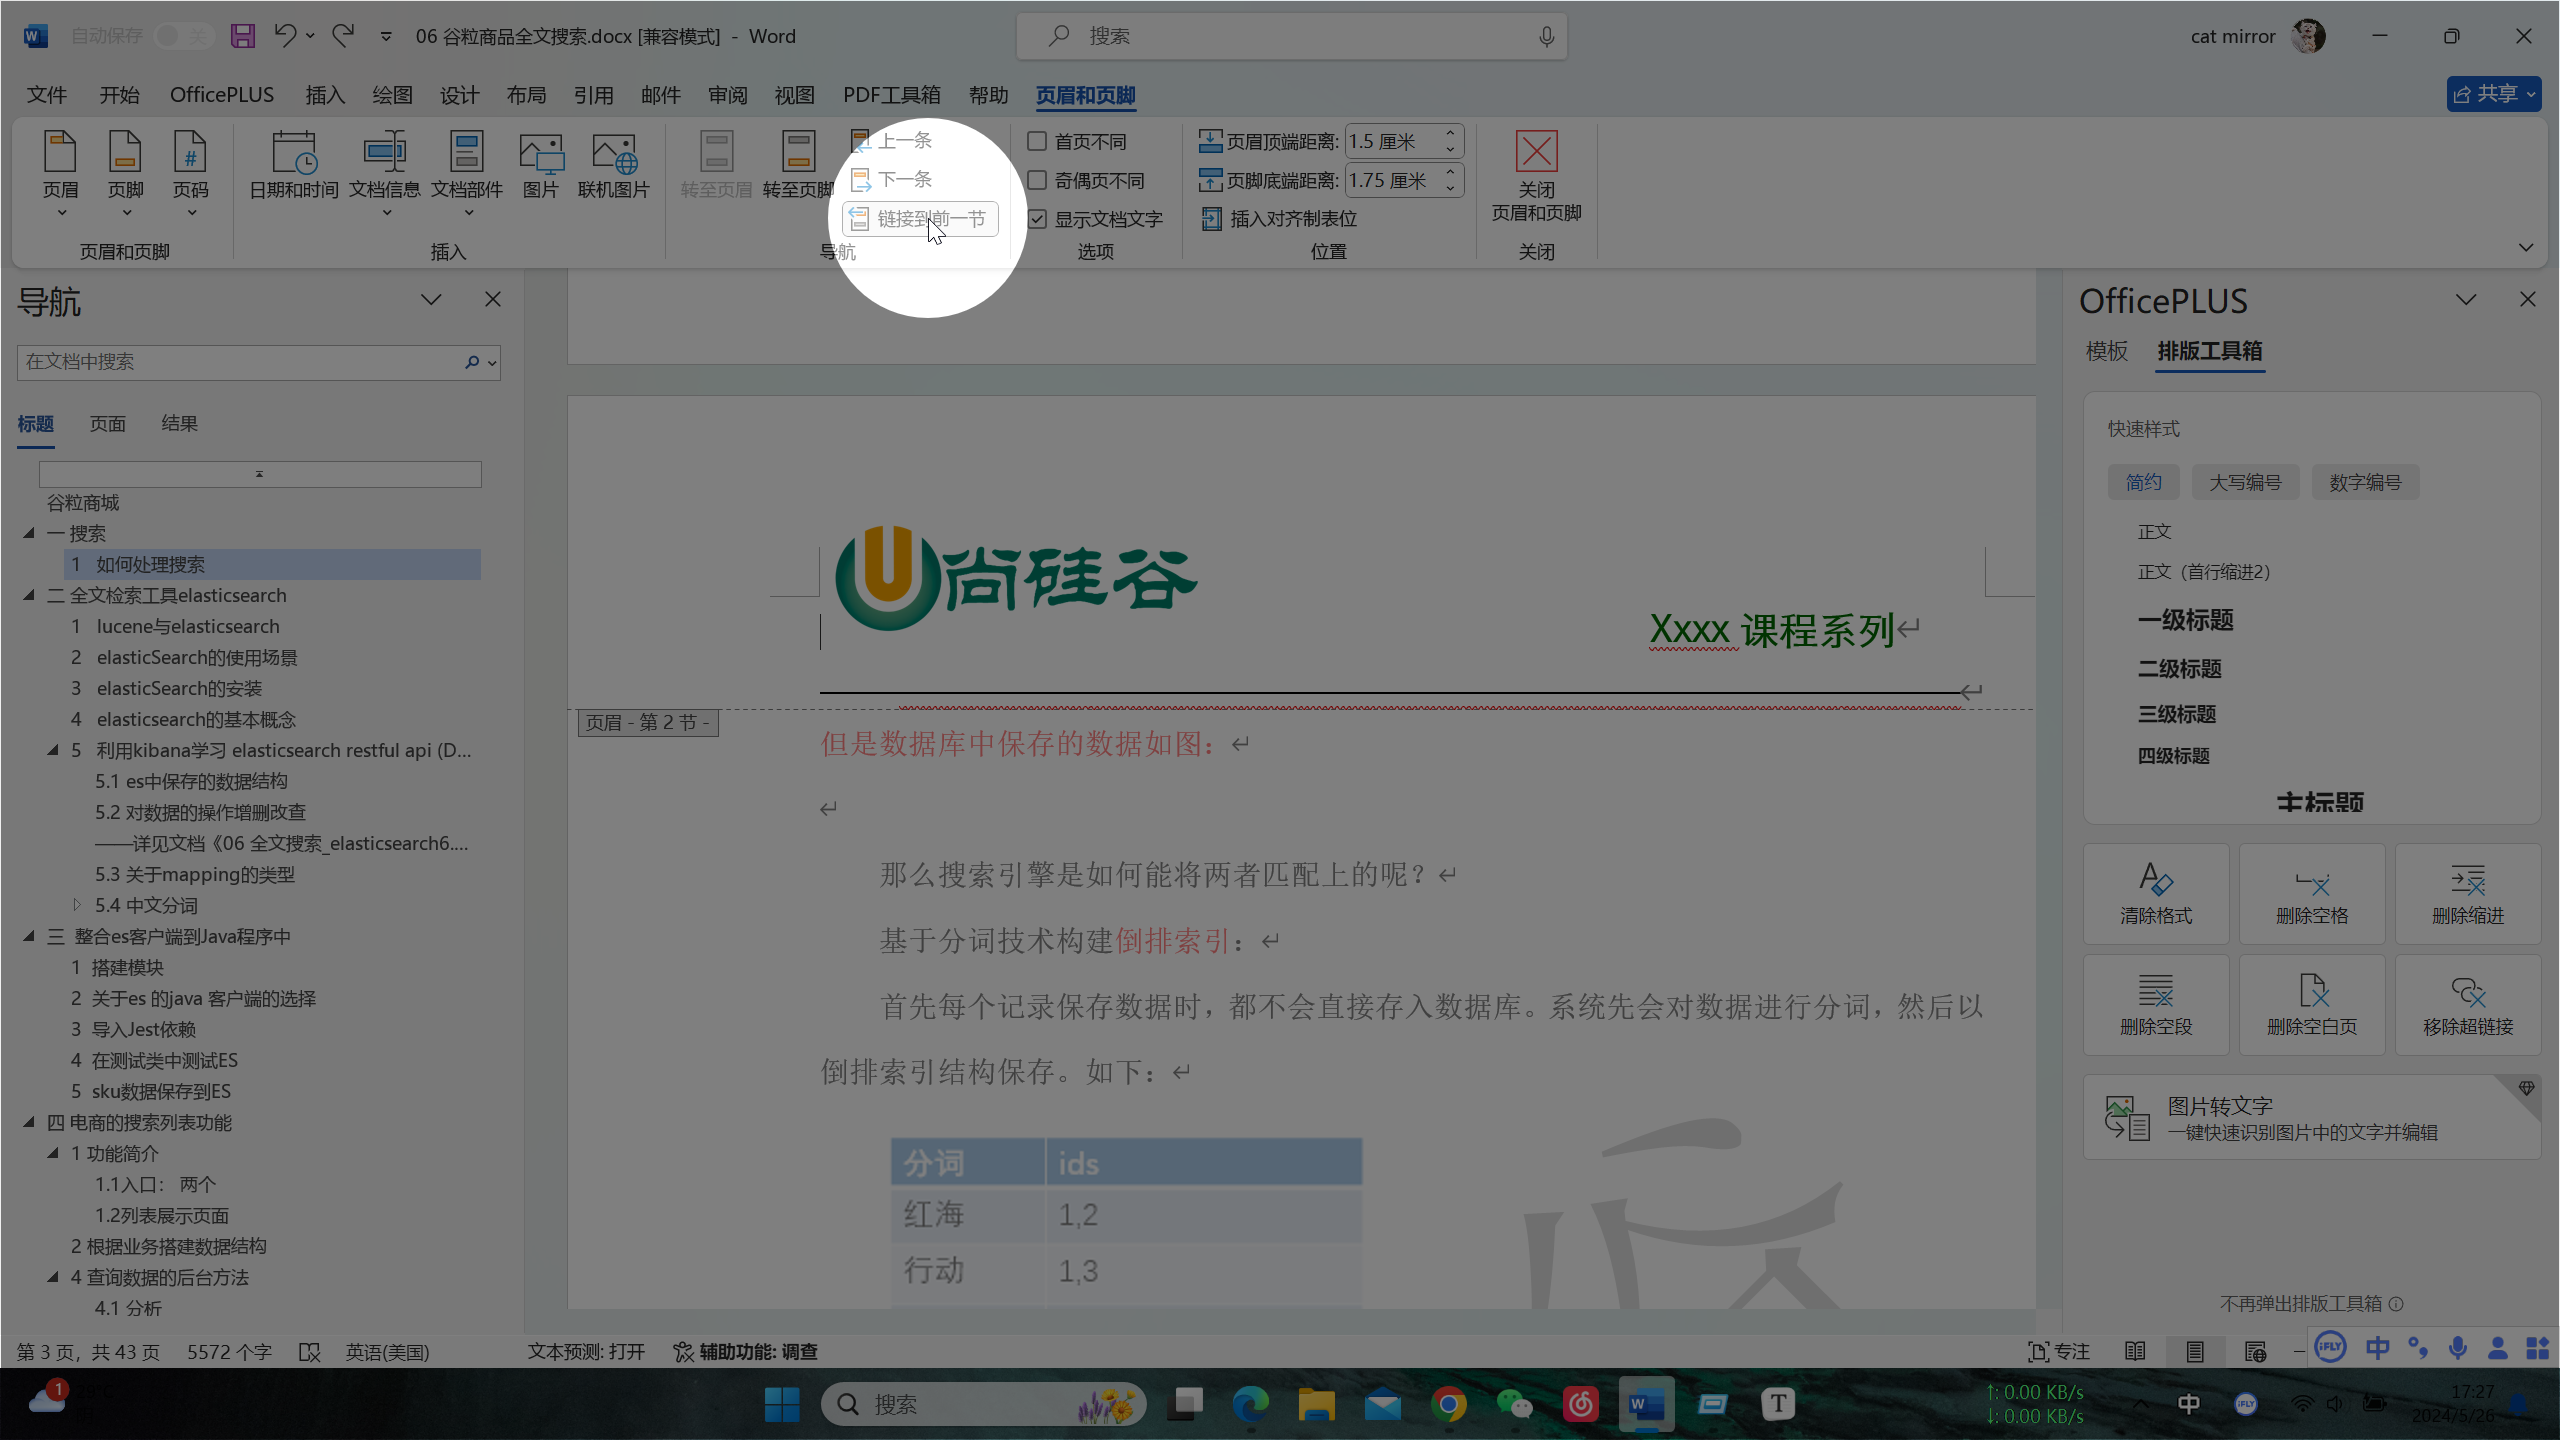 自动保存 关 06 谷粒商品全文搜索.docx [兼容模式] - Word 搜索 cat mirror
文件 开始 OfficePLUS 插入 绘图 设计 布局 引用 邮件 审阅 视图 PDF工具箱 帮助 页眉和页脚 共享
页眉 页脚 页码 日期和时间 文档信息 文档部件 图片 联机图片 转至页眉 转至页脚
上一条 首页不同 页眉顶端距离: 1.5 厘米
下一条 奇偶页不同 页脚底端距离: 1.75 厘米
链接到前一节 显示文档文字 插入对齐制表位
关闭
页眉和页脚
页眉和页脚 插入 导航 选项 位置 关闭
导航
在文档中搜索
标题 页面 结果
谷粒商城
一 搜索
1 如何处理搜索
二 全文检索工具elasticsearch
1 lucene与elasticsearch
2 elasticSearch的使用场景
3 elasticSearch的安装
4 elasticsearch的基本概念
5 利用kibana学习 elasticsearch restful api (D...
5.1 es中保存的数据结构
5.2 对数据的操作增删改查
——详见文档《06 全文搜索_elasticsearch6....
5.3 关于mapping的类型
5.4 中文分词
三 整合es客户端到Java程序中
1 搭建模块
2 关于es 的java 客户端的选择
3 导入Jest依赖
4 在测试类中测试ES
5 sku数据保存到ES
四 电商的搜索列表功能
1 功能简介
1.1入口： 两个
1.2列表展示页面
2 根据业务搭建数据结构
4 查询数据的后台方法
4.1 分析
尚硅谷
Xxxx 课程系列
页眉 - 第 2 节 -
但是数据库中保存的数据如图：
那么搜索引擎是如何能将两者匹配上的呢？
基于分词技术构建倒排索引：
首先每个记录保存数据时，都不会直接存入数据库。系统先会对数据进行分词，然后以
倒排索引结构保存。如下：
分词 ids
红海 1,2
行动 1,3
OfficePLUS
模板 排版工具箱
快速样式
简约 大写编号 数字编号
正文
正文（首行缩进2）
一级标题
二级标题
三级标题
四级标题
主标题
清除格式 删除空格 删除缩进
删除空段 删除空白页 移除超链接
图片转文字
一键快速识别图片中的文字并编辑
不再弹出排版工具箱
第 3 页，共 43 页 5572 个字 英语(美国) 文本预测: 打开 辅助功能: 调查 专注 iFLY 中
1 搜索 T
↑: 0.00 KB/s
↓: 0.00 KB/s
中 iFLY
17:27
2024/5/26